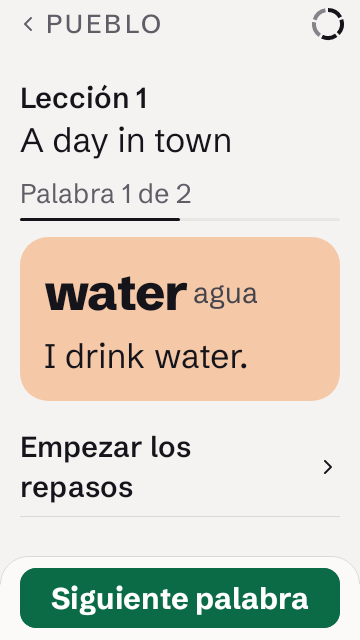 PUEBLO
Lección 1
A day in town
Palabra 1 de 2
water agua
I drink water.
Empezar los
repasos
Siguiente palabra